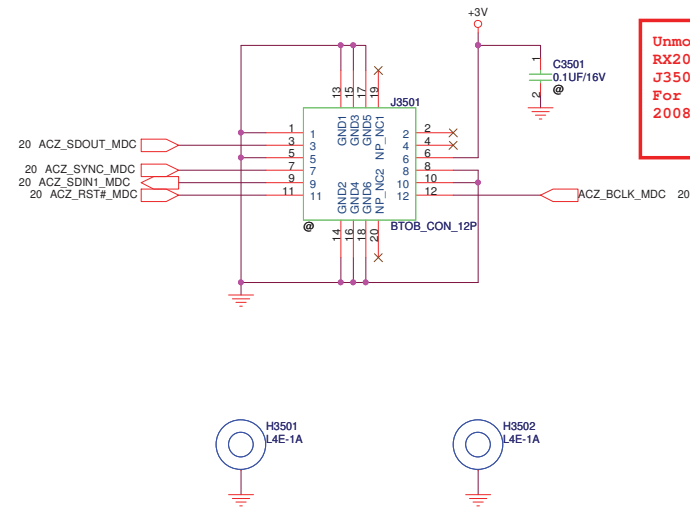 +3V
Unmo
RX20
J350
For
2008
C3501
0.1UF/16V
@
1
2
13 15 17 19
J3501
GND1 GND3 GND5 NP_NC1
20 ACZ_SDOUT_MDC
20 ACZ_SYNC_MDC
20 ACZ_SDIN1_MDC
20 ACZ_RST#_MDC
1 1 2 2
3 3 4 4
5 5 6 6
7 7 8 8
9 9 10 10
11 11 12 12
ACZ_BCLK_MDC 20
GND2 GND4 GND6 NP_NC2
@
BTOB_CON_12P
14 16 18 20
H3501
L4E-1A
H3502
L4E-1A